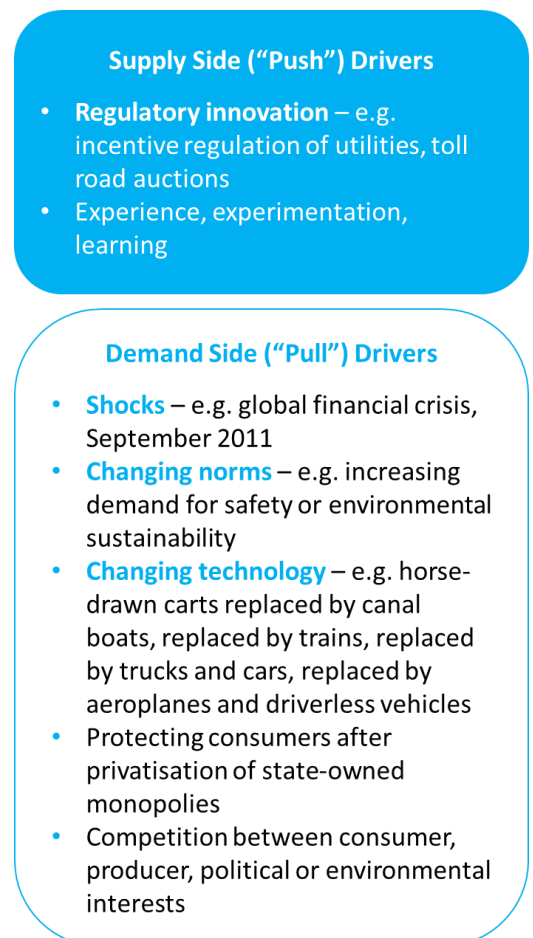 Supply Side (“Push”) Drivers
• Regulatory innovation – e.g.
incentive regulation of utilities, toll
road auctions
• Experience, experimentation,
learning
Demand Side (“Pull”) Drivers
• Shocks – e.g. global financial crisis,
September 2011
• Changing norms – e.g. increasing
demand for safety or environmental
sustainability
• Changing technology – e.g. horse-
drawn carts replaced by canal
boats, replaced by trains, replaced
by trucks and cars, replaced by
aeroplanes and driverless vehicles
• Protecting consumers after
privatisation of state-owned
monopolies
• Competition between consumer,
producer, political or environmental
interests